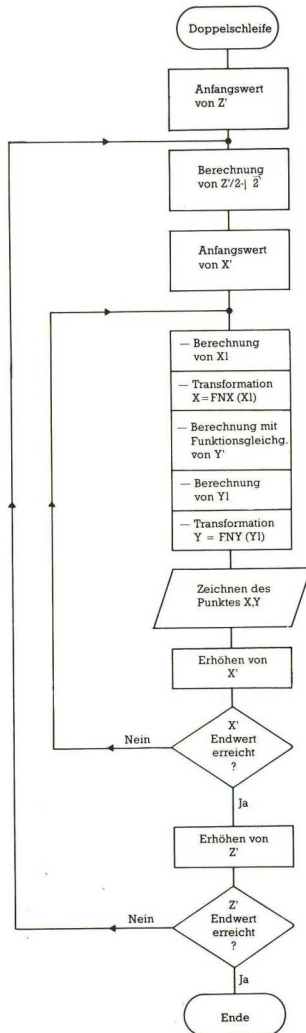 Doppelschleife
Anfangswert
von Z'
Berechnung
von Z'/2-√2
Anfangswert
von X'
— Berechnung
von X1
— Transformation
X = FNX (X1)
— Berechnung mit
Funktionsgleichg.
von Y'
— Berechnung
von Y1
— Transformation
Y = FNY (Y1)
Zeichnen des
Punktes X,Y
Erhöhen von
X'
X'
Endwert
erreicht
?
Nein
Ja
Erhöhen von
Z'
Z'
Endwert
erreicht
?
Nein
Ja
Ende